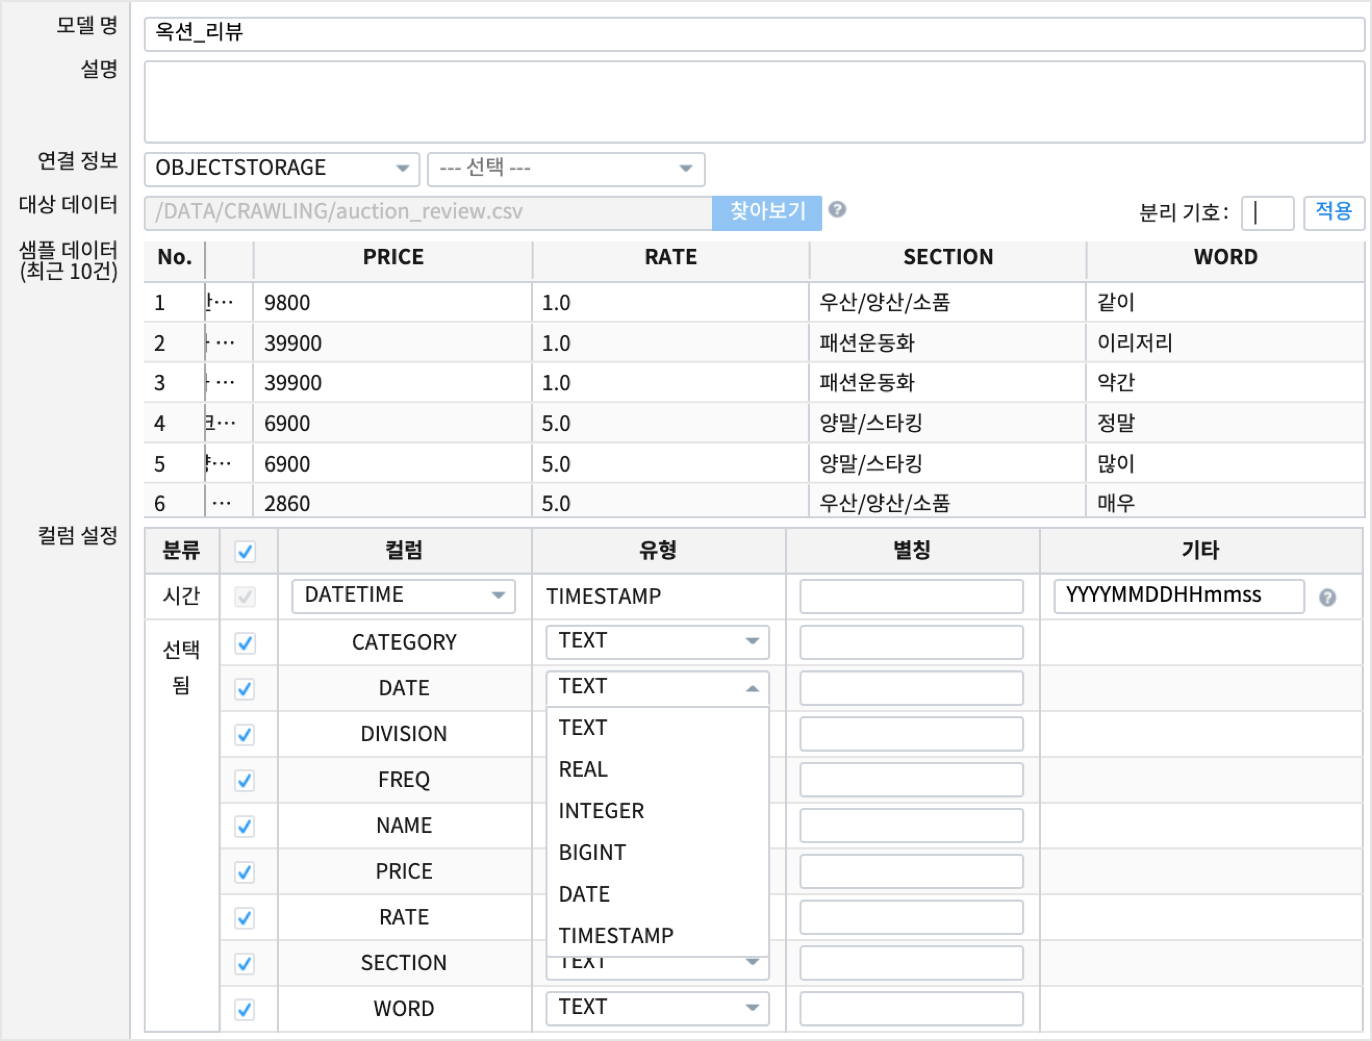 모델 명
옥션_리뷰
설명
연결 정보
OBJECTSTORAGE
--- 선택 ---
대상 데이터
/DATA/CRAWLING/auction_review.csv
찾아보기
?
분리 기호:
|
적용
샘플 데이터
(최근 10건)
No. PRICE RATE SECTION WORD
1 ··· 9800 1.0 우산/양산/소품 같이
2 ··· 39900 1.0 패션운동화 이리저리
3 ··· 39900 1.0 패션운동화 약간
4 ··· 6900 5.0 양말/스타킹 정말
5 ··· 6900 5.0 양말/스타킹 많이
6 ··· 2860 5.0 우산/양산/소품 매우
컬럼 설정
분류 컬럼 유형 별칭 기타
시간 DATETIME TIMESTAMP YYYYMMDDHHmmss ?
선택
됨
CATEGORY TEXT
DATE TEXT
TEXT
DIVISION
REAL
FREQ
INTEGER
NAME
BIGINT
PRICE
DATE
RATE
TIMESTAMP
SECTION TEXT
WORD TEXT